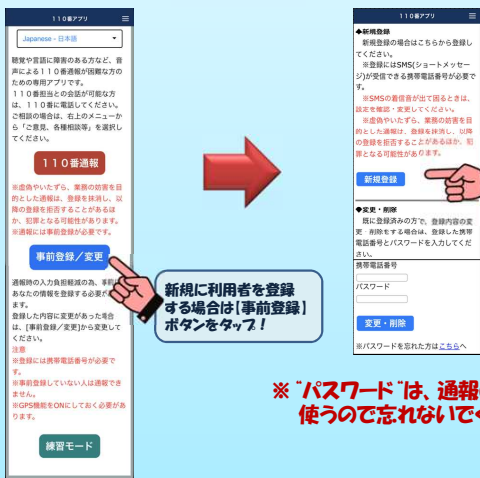 110番アプリ
Japanese - 日本語
聴覚や言語に障害のある方など、音
声による110番通報が困難な方の
ための専用アプリです。
110番担当との会話が可能な方
は、110番に電話してください。
ご相談の場合は、右上のメニューか
ら「ご意見、各種相談等」を選択し
てください。
110番通報
※虚偽やいたずら、業務の妨害を目
的とした通報は、登録を抹消し、以
降の登録を拒否することがあるほ
か、犯罪となる可能性があります。
※通報には事前登録が必要です。
事前登録/変更
通報時の入力負担軽減の為、事前に
あなたの情報を登録する必要が
ます。
登録した内容に変更があった場合
は、[事前登録/変更]から変更して
ください。
注意
※登録には携帯電話番号が必要で
す。
※事前登録していない人は通報でき
ません。
※GPS機能をONにしておく必要があ
ります。
練習モード
新規に利用者を登録
する場合は【事前登録】
ボタンをタップ!
110番アプリ
◆新規登録
新規登録の場合はこちらから登録し
てください。
※登録にはSMS(ショートメッセー
ジ)が受信できる携帯電話番号が必要で
す。
※SMSの着信音が出て困るときは、
設定を確認・変更してください。
※虚偽やいたずら、業務の妨害を目
的とした通報は、登録を抹消し、以降
の登録を拒否することがあるほか、犯
罪となる可能性があります。
新規登録
◆変更・削除
既に登録済みの方で、登録内容の変
更・削除をする場合は、登録した携帯
電話番号とパスワードを入力してくだ
さい。
携帯電話番号
パスワード
変更・削除
※パスワードを忘れた方はこちらへ
※“パスワード”は、通報
使うので忘れないで